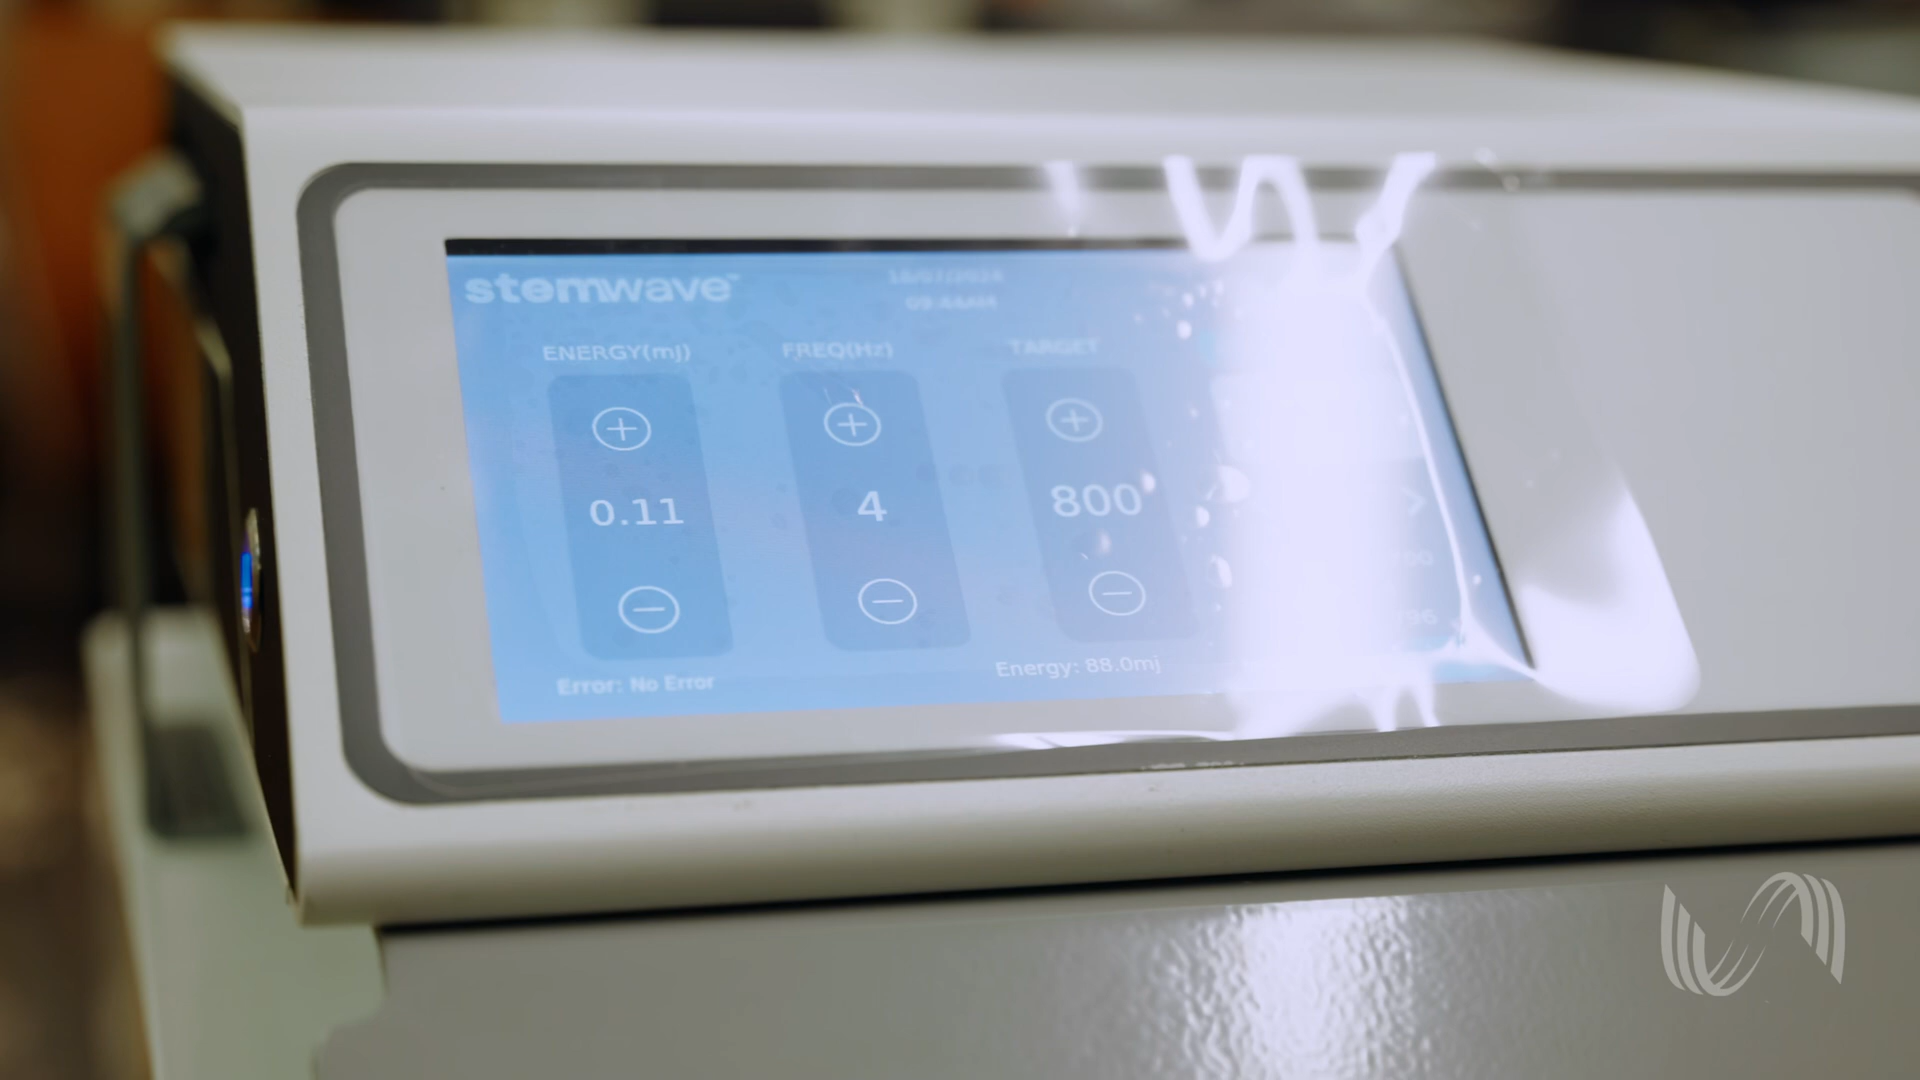 stemwave
ENERGY(mJ) FREQ(Hz) TARGET
0.11 4 800
Error: No Error
Energy: 88.0mj